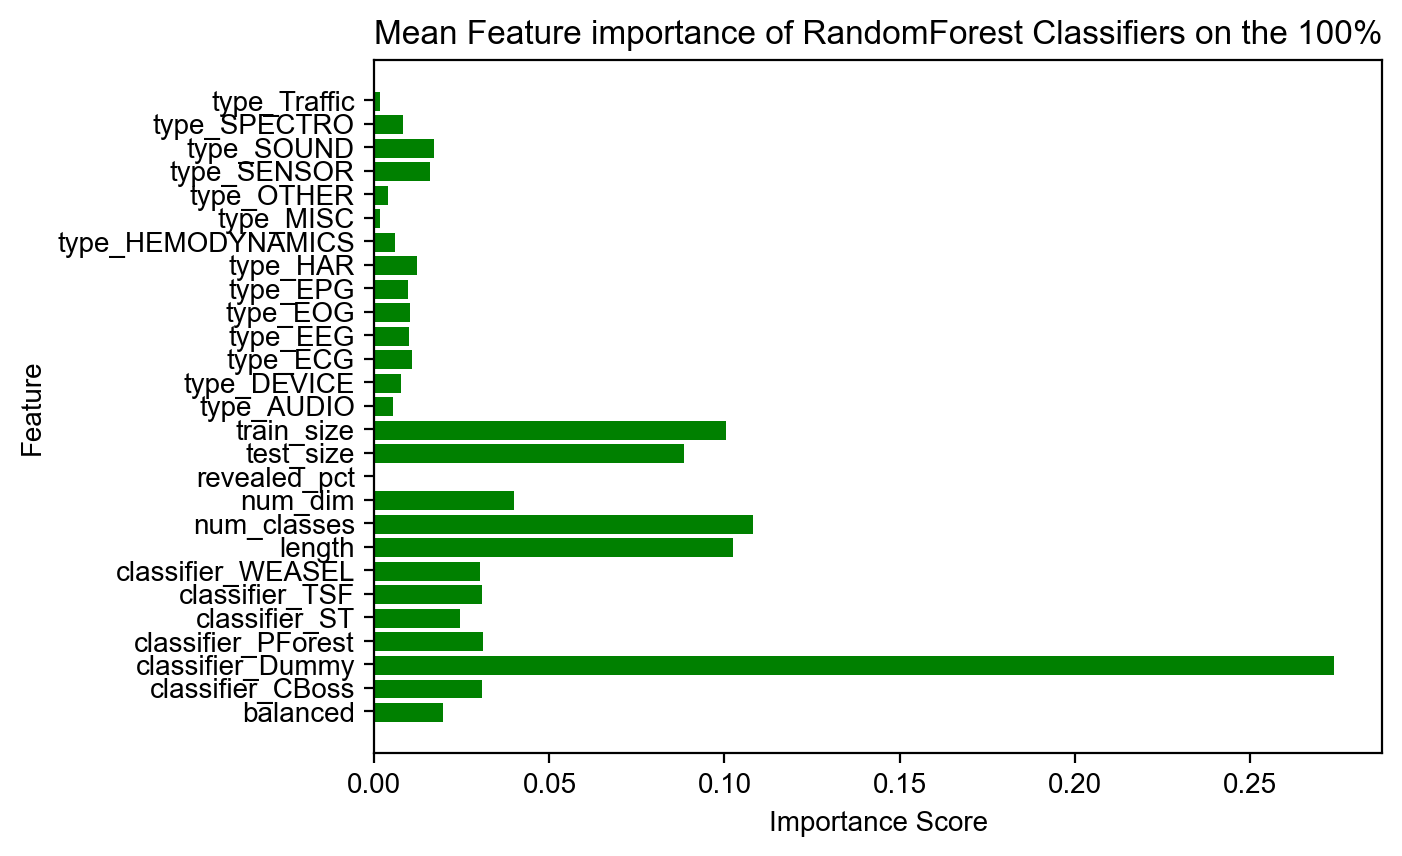 Mean Feature importance of RandomForest Classifiers on the 100%
type_Traffic
type_SPECTRO
type_SOUND
type_SENSOR
type_OTHER
type_MISC
type_HEMODYNAMICS
type_HAR
type_EPG
type_EOG
type_EEG
type_ECG
type_DEVICE
type_AUDIO
train_size
test_size
revealed_pct
num_dim
num_classes
length
classifier_WEASEL
classifier_TSF
classifier_ST
classifier_PForest
classifier_Dummy
classifier_CBoss
balanced
Feature
0.00 0.05 0.10 0.15 0.20 0.25
Importance Score